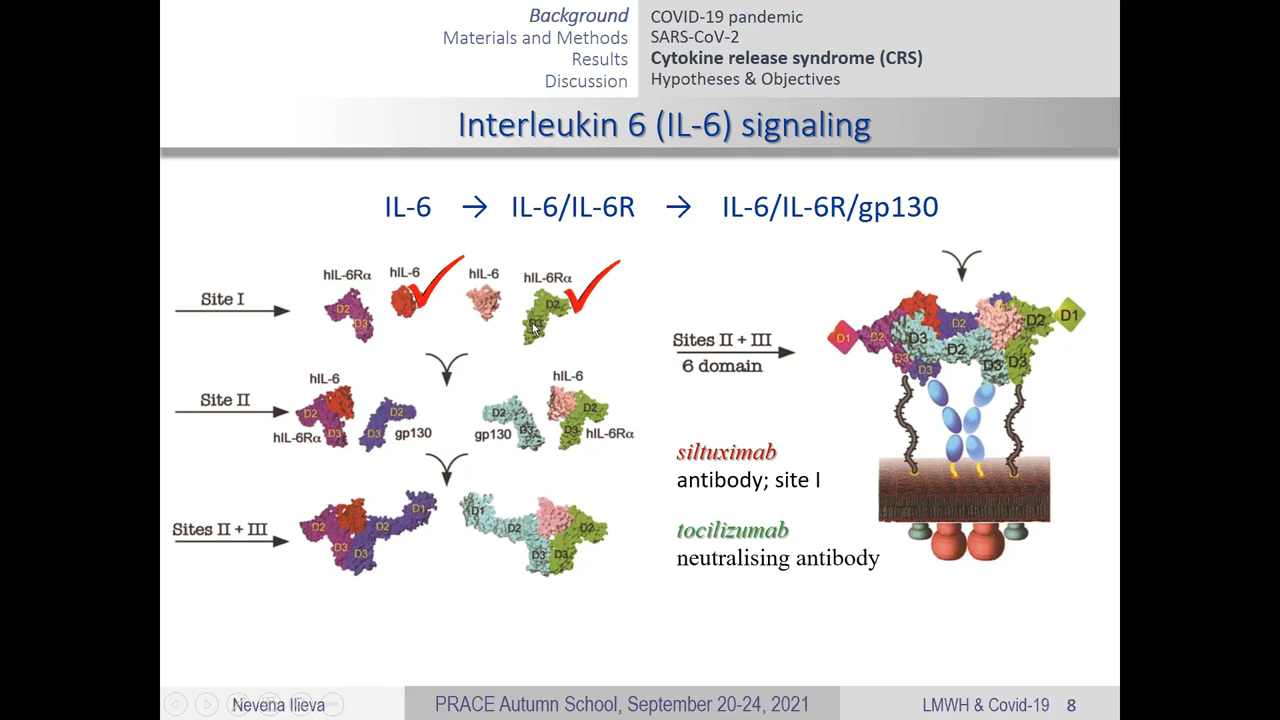 Background
Materials and Methods
Results
Discussion
COVID-19 pandemic
SARS-CoV-2
Cytokine release syndrome (CRS)
Hypotheses & Objectives
Interleukin 6 (IL-6) signaling
IL-6 → IL-6/IL-6R → IL-6/IL-6R/gp130
Site I
hIL-6Rα
hIL-6
hIL-6
hIL-6Rα
D2
D3
D2
D3
Site II
hIL-6
D2
hIL-6Rα
D3
D2
D3
gp130
D2
gp130
D3
hIL-6
D2
D3
hIL-6Rα
Sites II + III
D2
D3
D2
D1
D3
D1
D2
D3
D2
D3
Sites II + III
6 domain
D1
D2
D3
D3
D2
D3
D2
D3
D2
D3
D1
siltuximab
antibody; site I
tocilizumab
neutralising antibody
Nevena Ilieva
PRACE Autumn School, September 20-24, 2021
LMWH & Covid-19 8